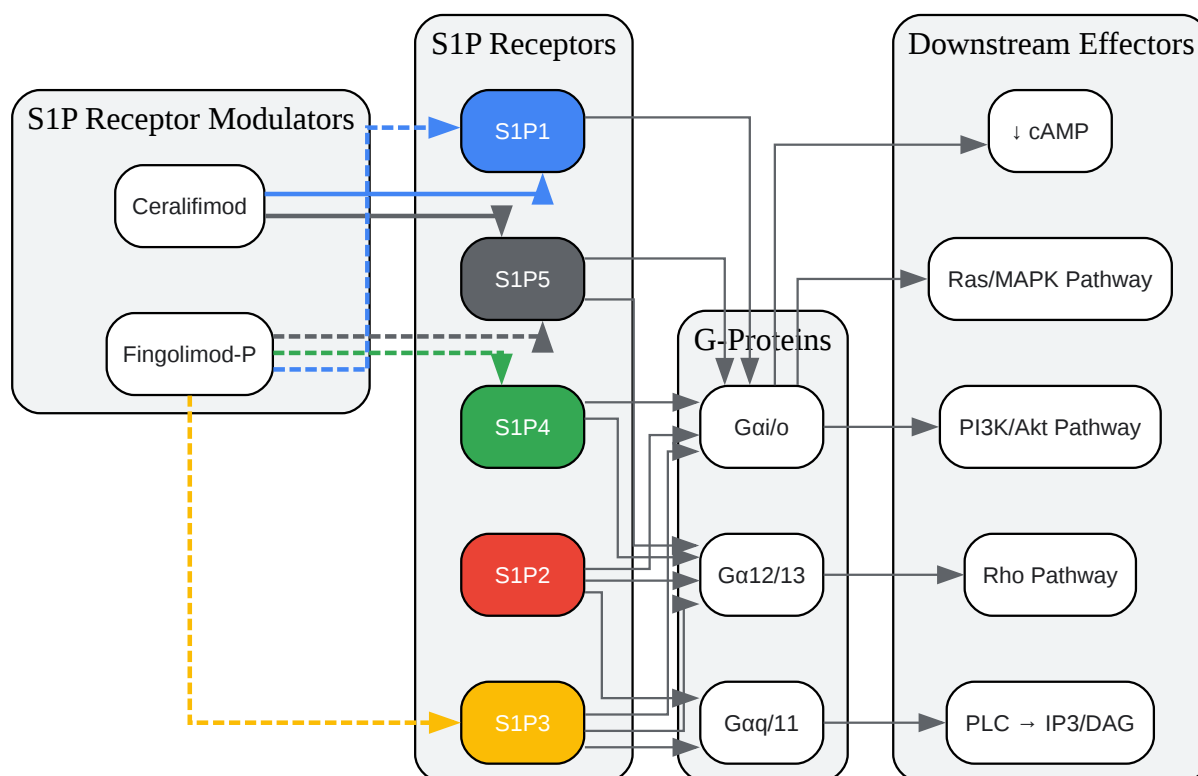 S1P Receptor Modulators
Ceralifimod
Fingolimod-P
S1P Receptors
S1P1
S1P5
S1P4
S1P2
S1P3
G-Proteins
Gαi/o
Gα12/13
Gαq/11
Downstream Effectors
↓ cAMP
Ras/MAPK Pathway
PI3K/Akt Pathway
Rho Pathway
PLC → IP3/DAG